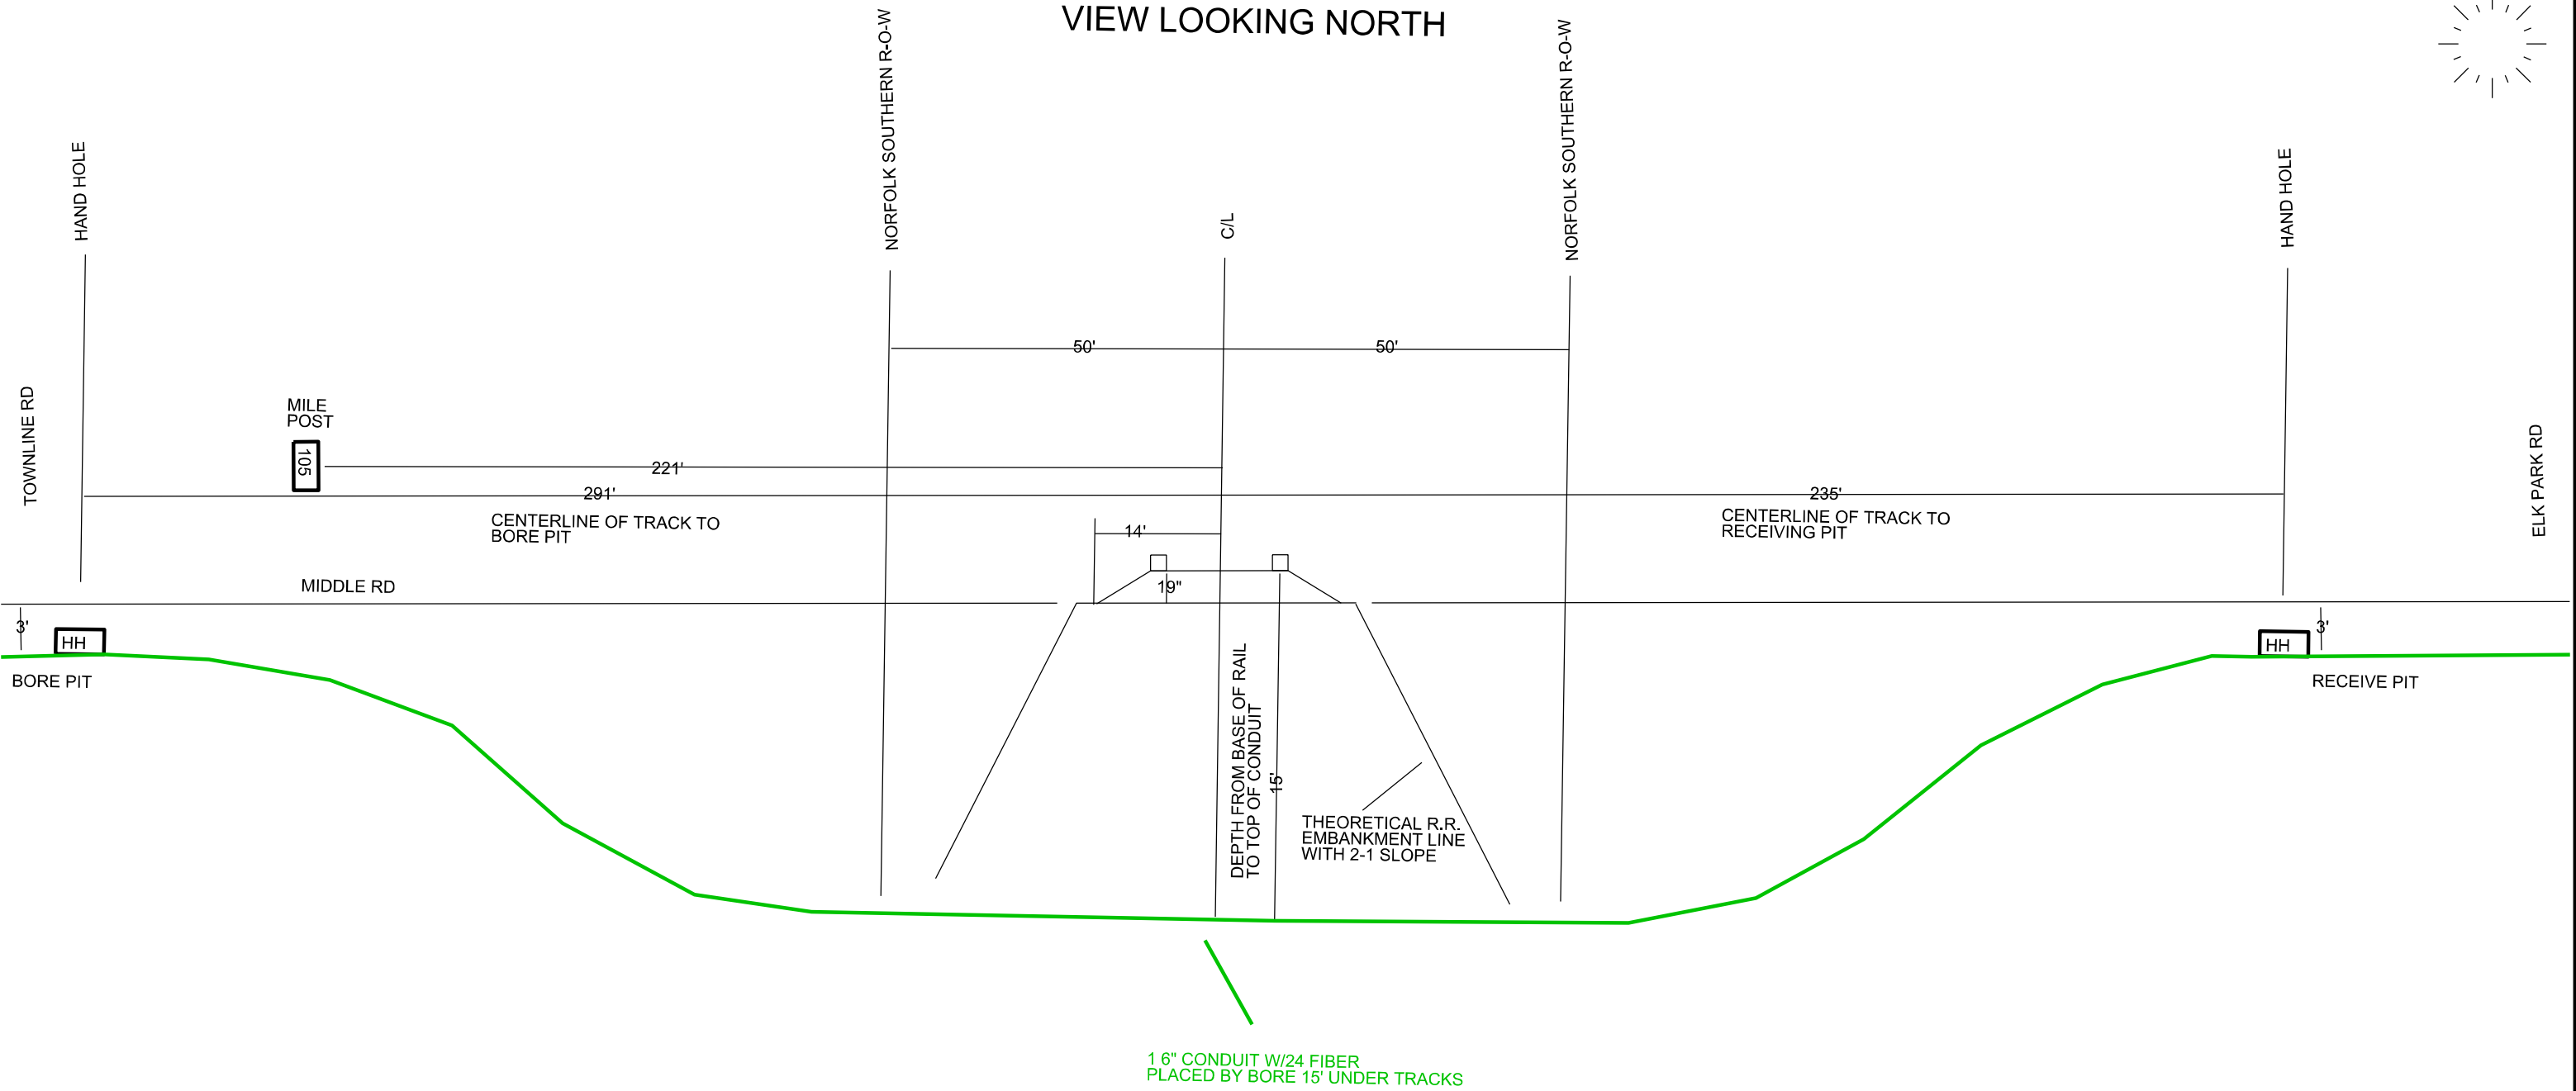 VIEW LOOKING NORTH
NORFOLK SOUTHERN R-O-W
NORFOLK SOUTHERN R-O-W
HAND HOLE
C/L
HAND HOLE
50'
50'
TOWNLINE RD
MILE
POST
105
221'
291'
235'
ELK PARK RD
CENTERLINE OF TRACK TO
BORE PIT
14'
CENTERLINE OF TRACK TO
RECEIVING PIT
MIDDLE RD
19"
3'
HH
3'
HH
BORE PIT
RECEIVE PIT
DEPTH FROM BASE OF RAIL
TO TOP OF CONDUIT
15'
THEORETICAL R.R.
EMBANKMENT LINE
WITH 2-1 SLOPE
1 6" CONDUIT W/24 FIBER
PLACED BY BORE 15' UNDER TRACKS